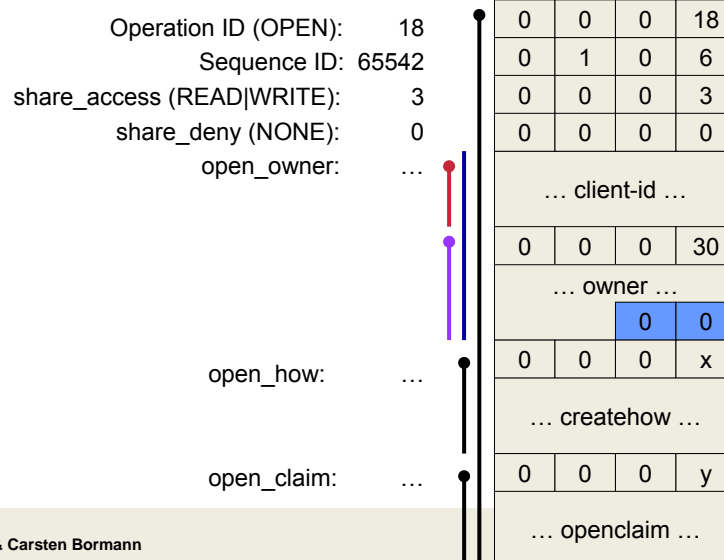 Operation ID (OPEN): 18 0 0 0 18
Sequence ID: 65542 0 1 0 6
share_access (READ|WRITE): 3 0 0 0 3
share_deny (NONE): 0 0 0 0 0
open_owner: …
… client-id …
0 0 0 30
… owner …
0 0
open_how: … 0 0 0 x
… createhow …
open_claim: … 0 0 0 y
… openclaim …
& Carsten Bormann